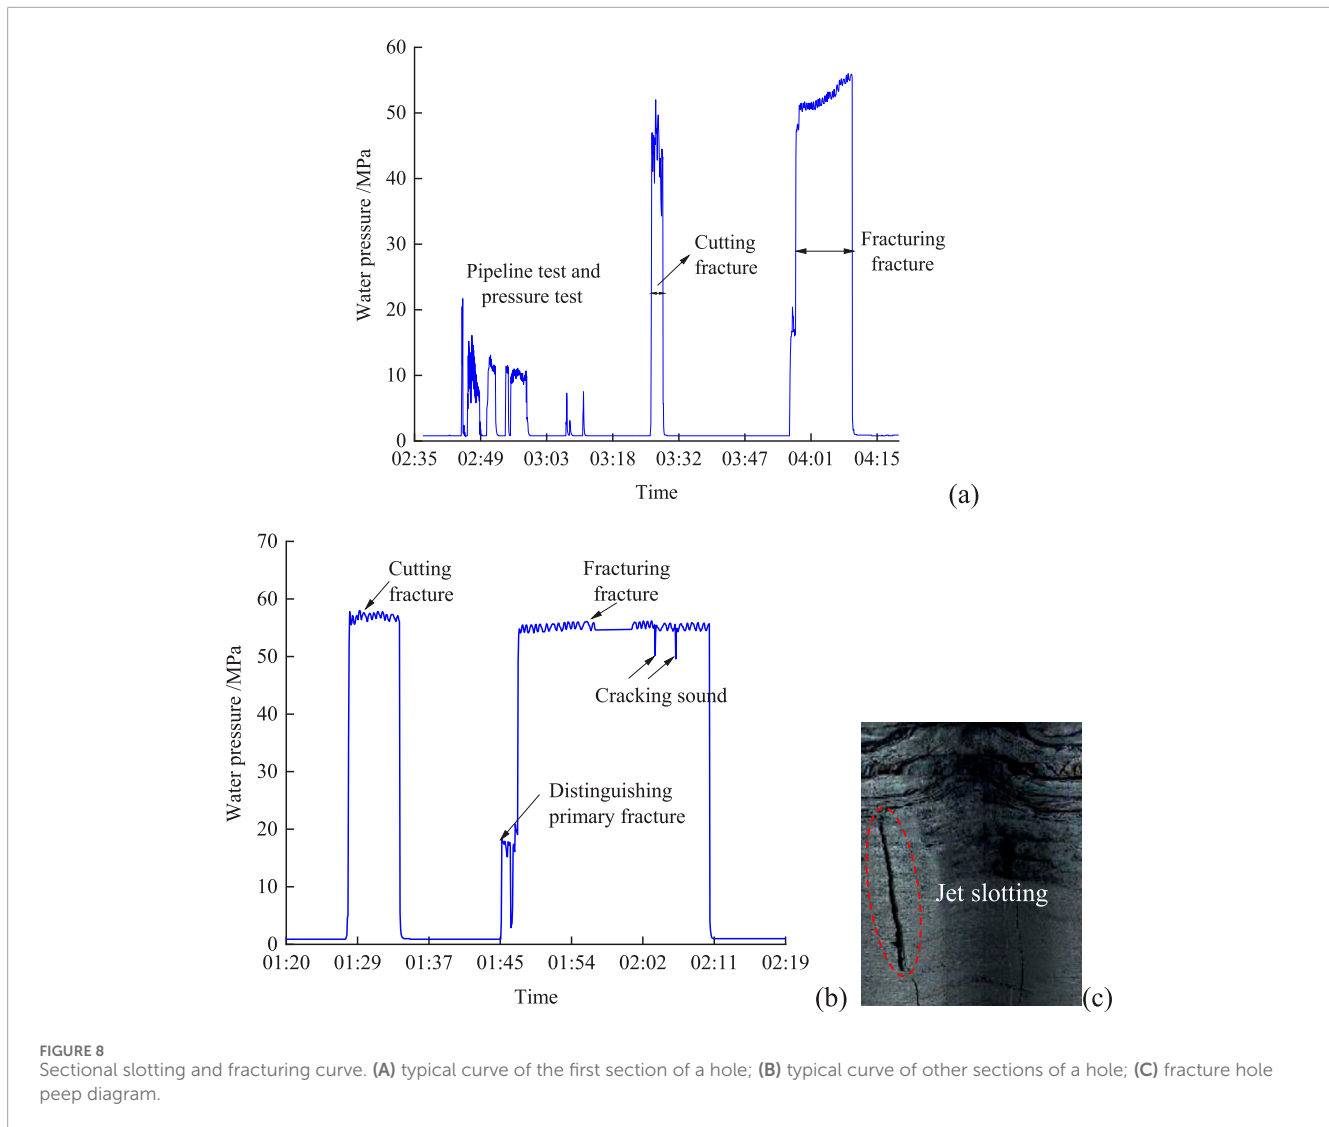 60
50
40
30
20
10
0
Water pressure /MPa
Pipeline test and
pressure test
Cutting
fracture
Fracturing
fracture
02:35 02:49 03:03 03:18 03:32 03:47 04:01 04:15
Time
(a)
70
60
50
40
30
20
10
0
Water pressure /MPa
Cutting
fracture
Fracturing
fracture
Cracking sound
Distinguishing
primary fracture
01:20 01:29 01:37 01:45 01:54 02:02 02:11 02:19
Time
(b)
Jet slotting
(c)
FIGURE 8
Sectional slotting and fracturing curve. (A) typical curve of the first section of a hole; (B) typical curve of other sections of a hole; (C) fracture hole
peep diagram.